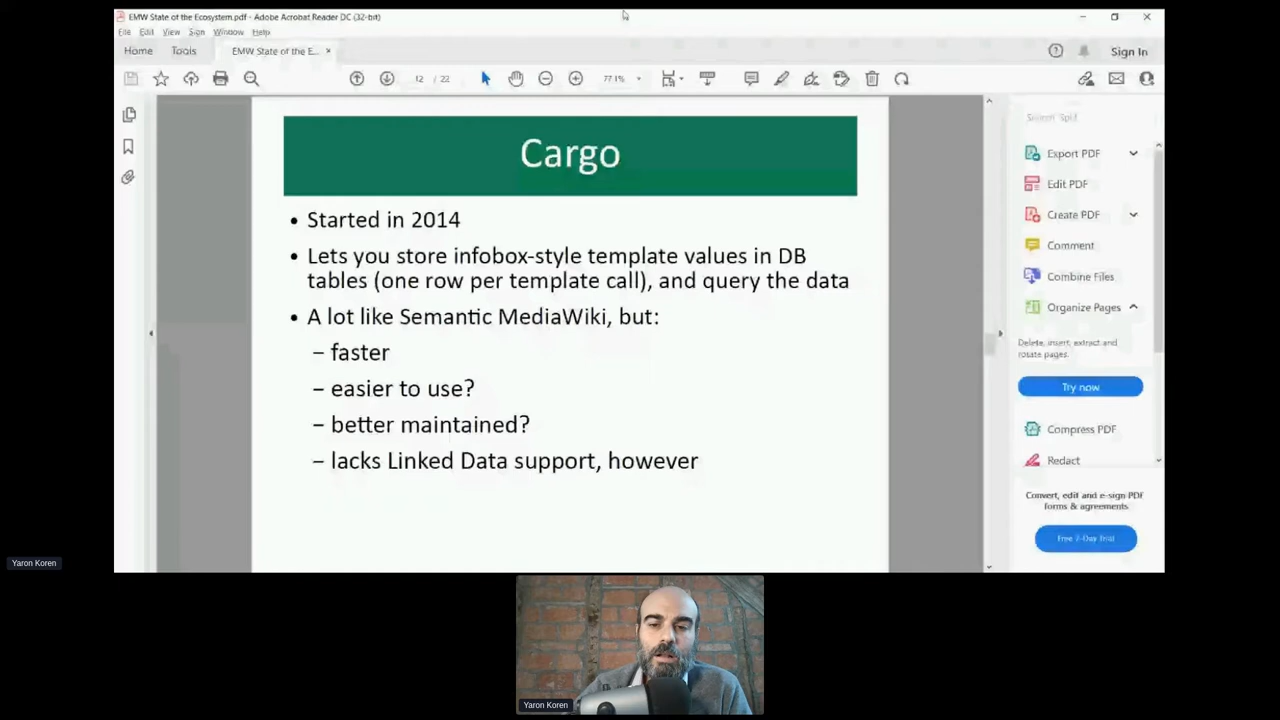 EMW State of the Ecosystem.pdf - Adobe Acrobat Reader DC (32-bit)
File Edit View Sign Window Help
Home Tools EMW State of the E... × Sign In
12 / 22 77.1%
Cargo
• Started in 2014
• Lets you store infobox-style template values in DB
tables (one row per template call), and query the data
• A lot like Semantic MediaWiki, but:
– faster
– easier to use?
– better maintained?
– lacks Linked Data support, however
Export PDF
Edit PDF
Create PDF
Comment
Combine Files
Organize Pages
Delete, insert, extract and
rotate pages.
Try now
Compress PDF
Redact
Convert, edit and e-sign PDF
forms & agreements
Free 7-Day Trial
Yaron Koren
Yaron Koren